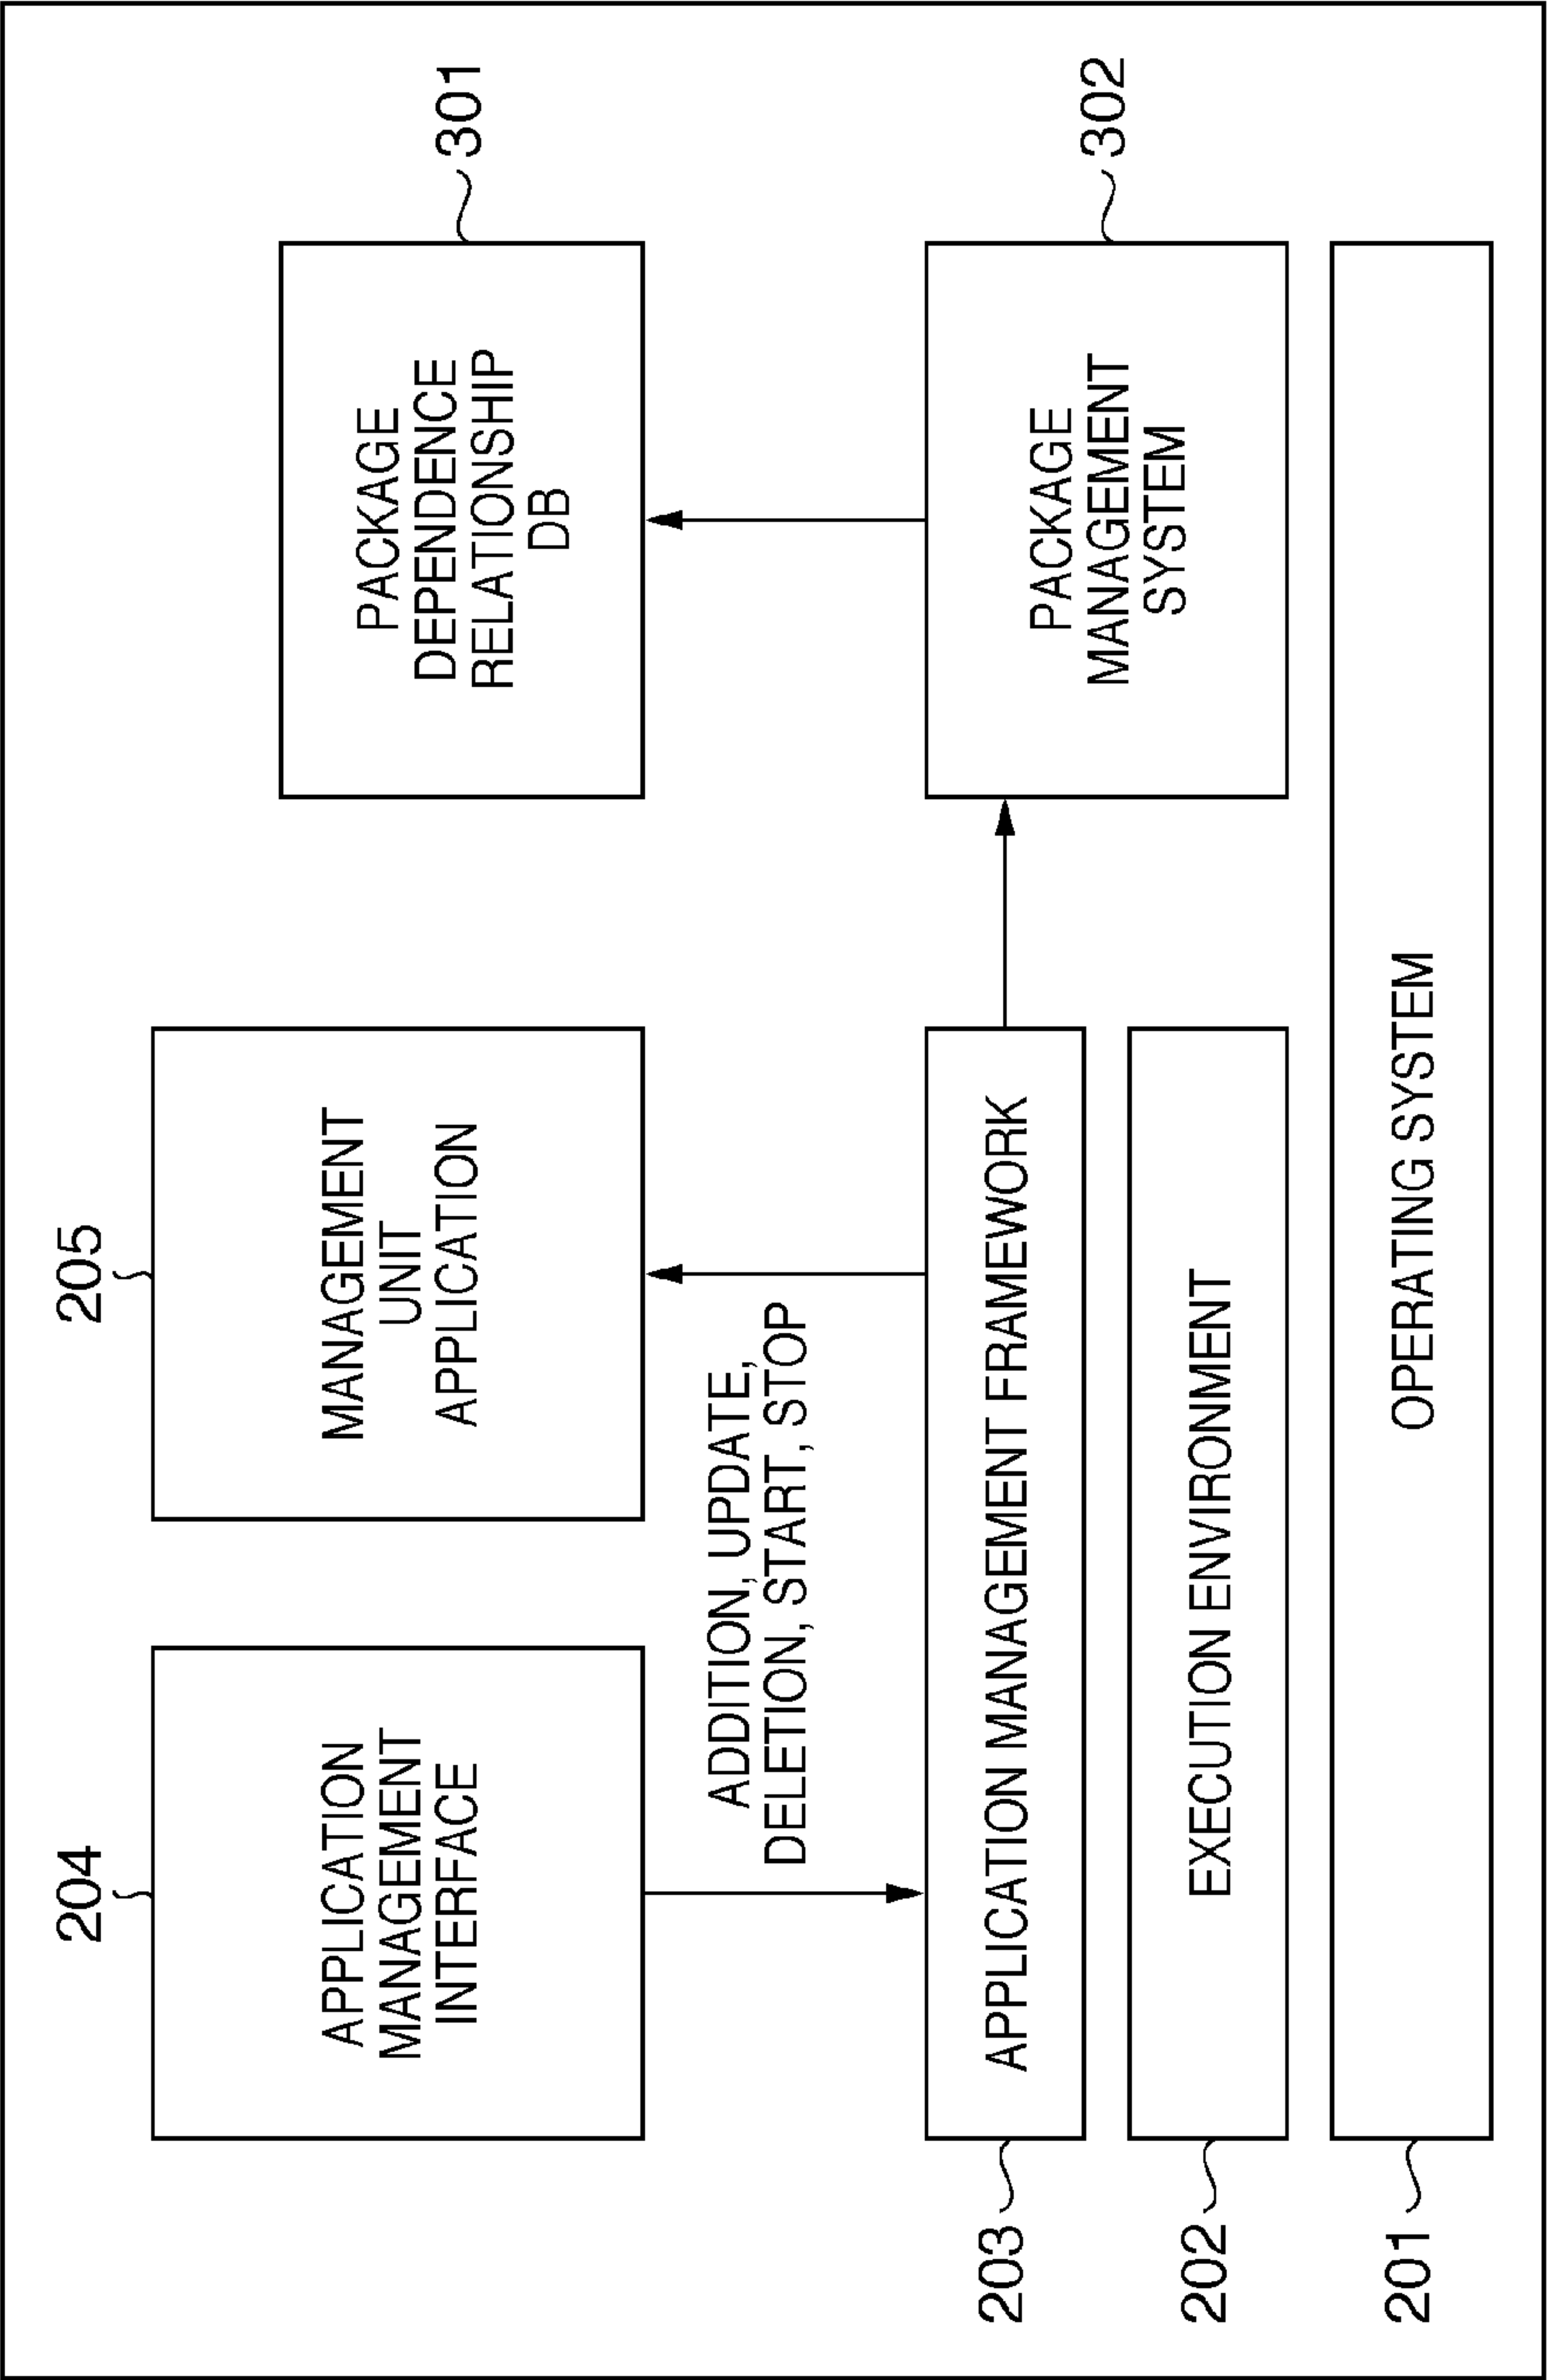 204
205
APPLICATION
MANAGEMENT
INTERFACE
MANAGEMENT
UNIT
APPLICATION
PACKAGE
DEPENDENCE
RELATIONSHIP
DB
301
ADDITION, UPDATE,
DELETION, START, STOP
203
APPLICATION MANAGEMENT FRAMEWORK
PACKAGE
MANAGEMENT
SYSTEM
302
202
EXECUTION ENVIRONMENT
201
OPERATING SYSTEM